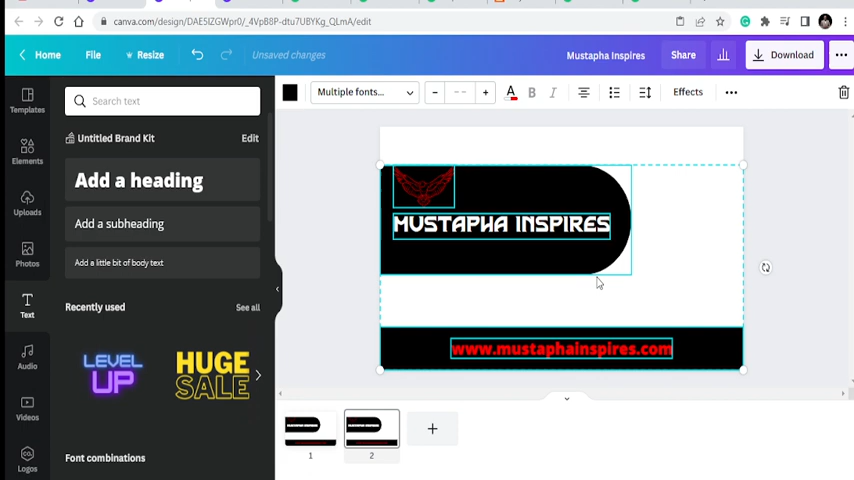 canva.com/design/DAE5IZGWpr0/_4VpB8P-dtu7UBYKg_QLmA/edit
Home
File
Resize
Unsaved changes
Mustapha Inspires
Share
Download
Templates
Elements
Uploads
Photos
Text
Audio
Videos
Logos
Search text
Untitled Brand Kit
Edit
Add a heading
Add a subheading
Add a little bit of body text
Recently used
See all
LEVEL
UP
HUGE
SALE
Font combinations
Multiple fonts...
A
B
I
Effects
MUSTAPHA INSPIRES
www.mustaphainspires.com
1
2